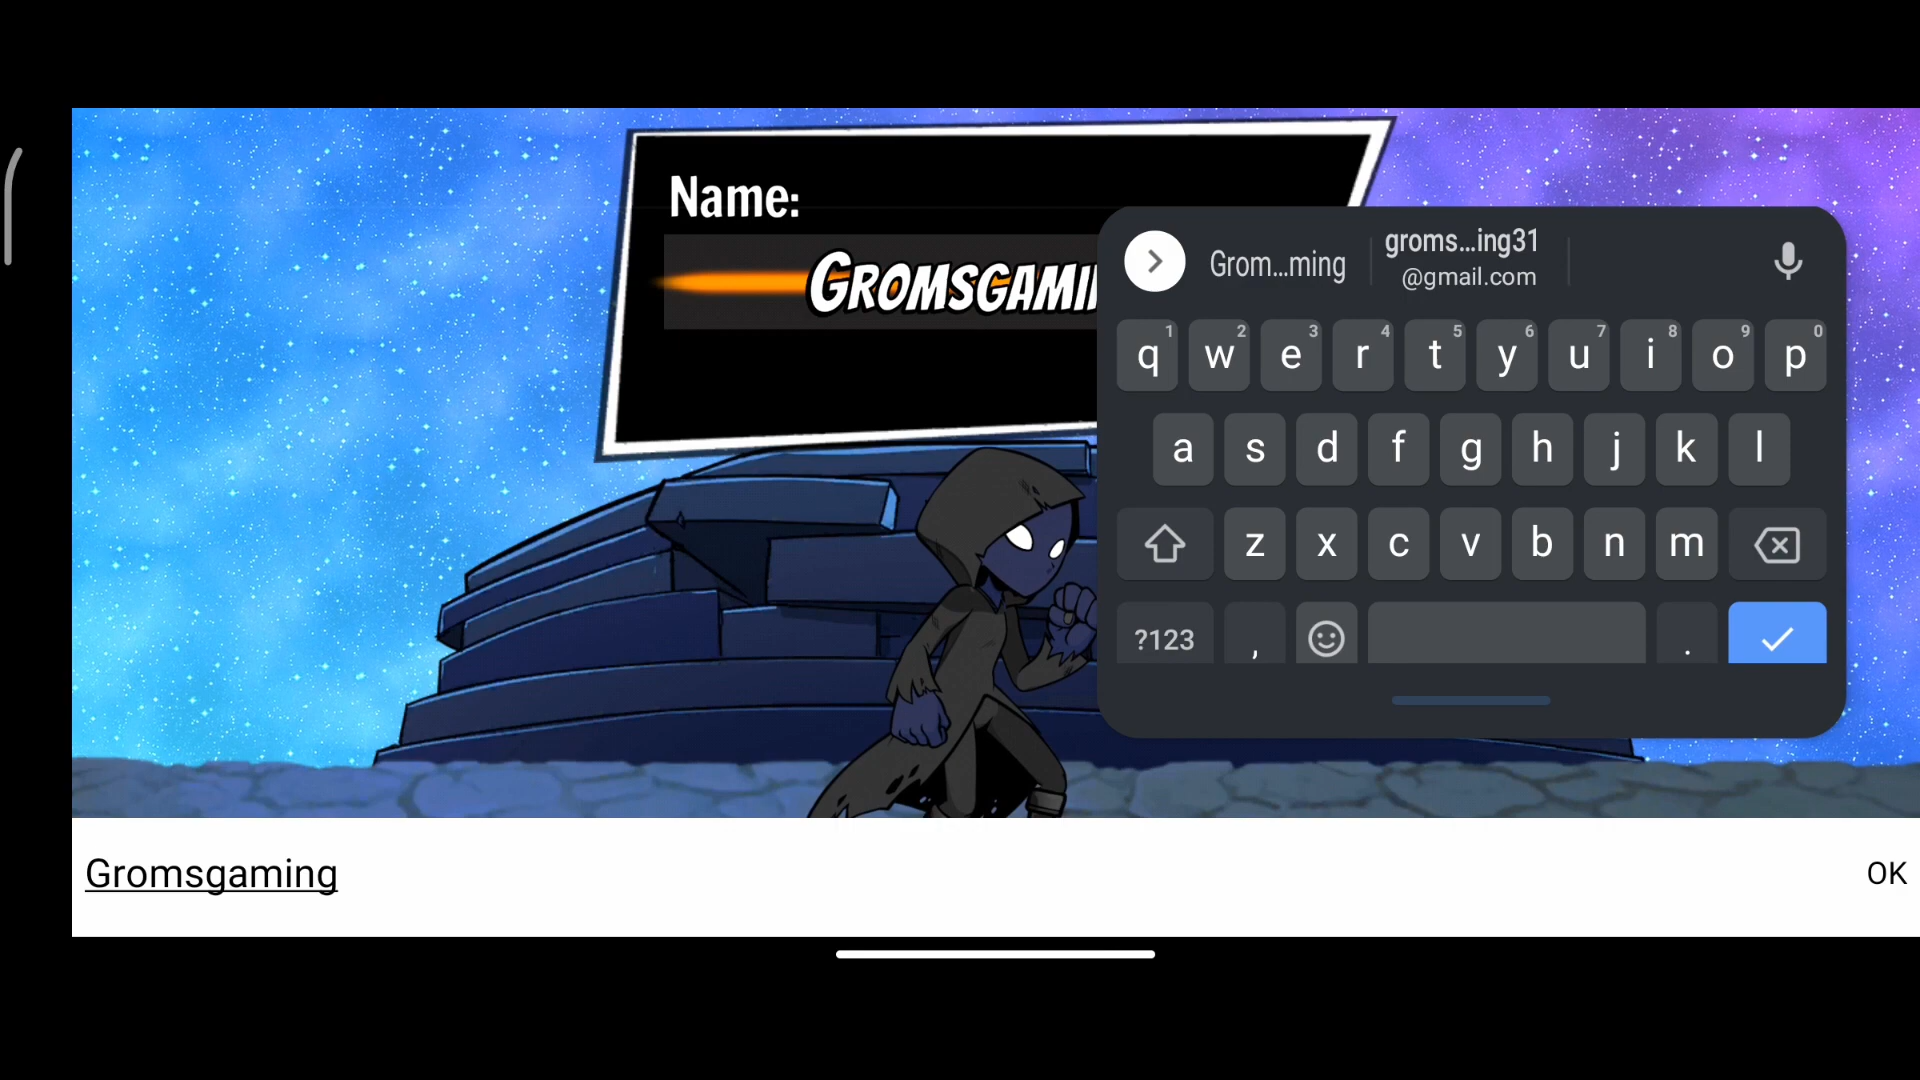 Name:
GROMSGAMIN
Grom...ming
groms...ing31
@gmail.com
1 2 3 4 5 6 7 8 9 0
q w e r t y u i o p
a s d f g h j k l
z x c v b n m
?123 , .
Gromsgaming
OK